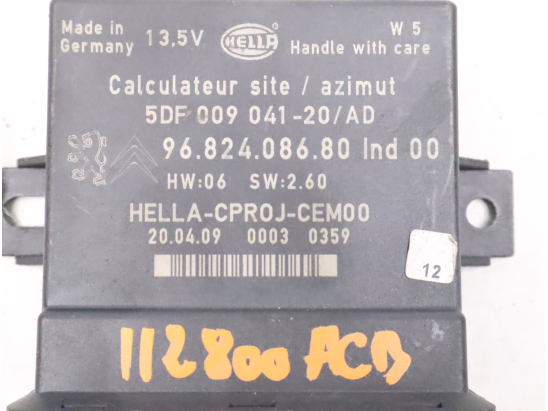 Made in
Germany
13,5V
HELLA
W 5
Handle with care
Calculateur site / azimut
5DF 009 041-20/AD
96.824.086.80 Ind 00
HW:06 SW:2.60
HELLA-CPROJ-CEM00
20.04.09 0003 0359
12
112800ACB